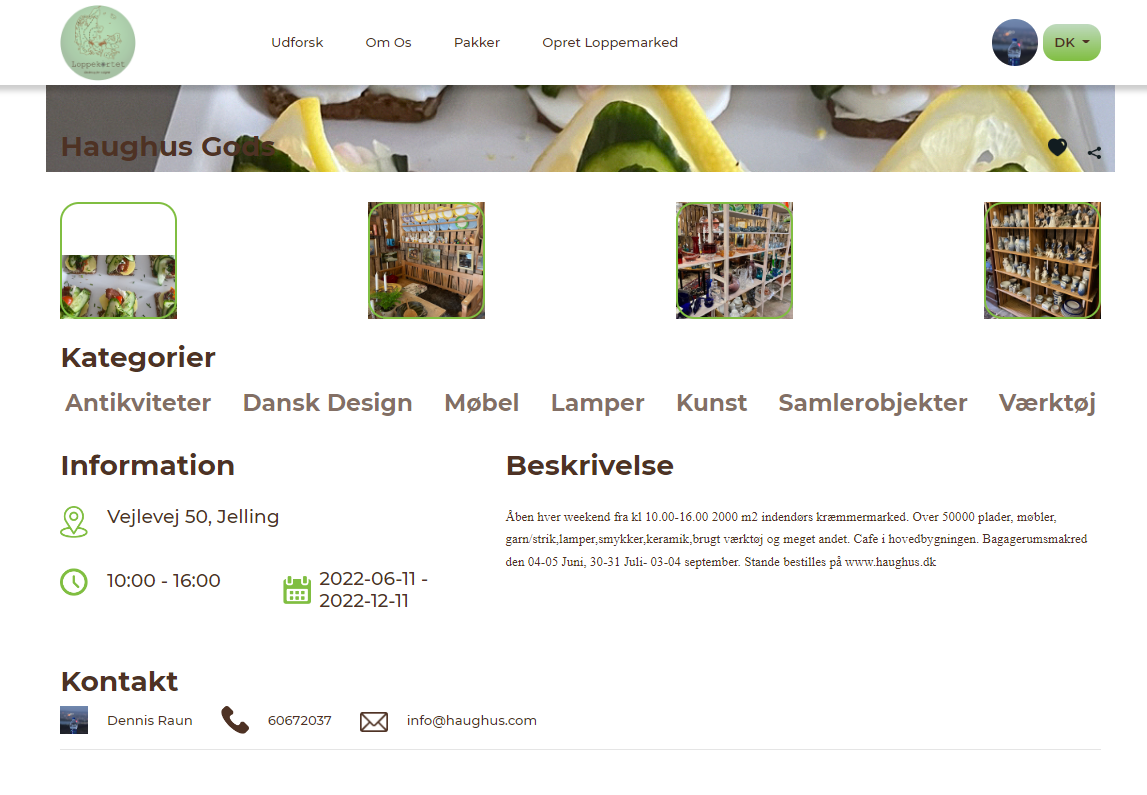 Loppekortet
Udforsk
Om Os
Pakker
Opret Loppemarked
DK
Haughus Gods
Kategorier
Antikviteter Dansk Design Møbel Lamper Kunst Samlerobjekter Værktøj
Information
Vejlevej 50, Jelling
10:00 - 16:00
2022-06-11 -
2022-12-11
Beskrivelse
Åben hver weekend fra kl 10.00-16.00 2000 m2 indendørs kræmmermarked. Over 50000 plader, møbler,
garn/strik,lamper,smykker,keramik,brugt værktøj og meget andet. Cafe i hovedbygningen. Bagagerumsmakred
den 04-05 Juni, 30-31 Juli- 03-04 september. Stande bestilles på www.haughus.dk
Kontakt
Dennis Raun
60672037
info@haughus.com